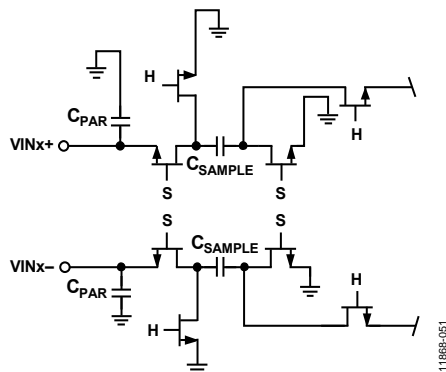 H
CPAR
H
VINx+
CSAMPLE
S
S
S
S
CSAMPLE
VINx–
H
CPAR
H
11868-051